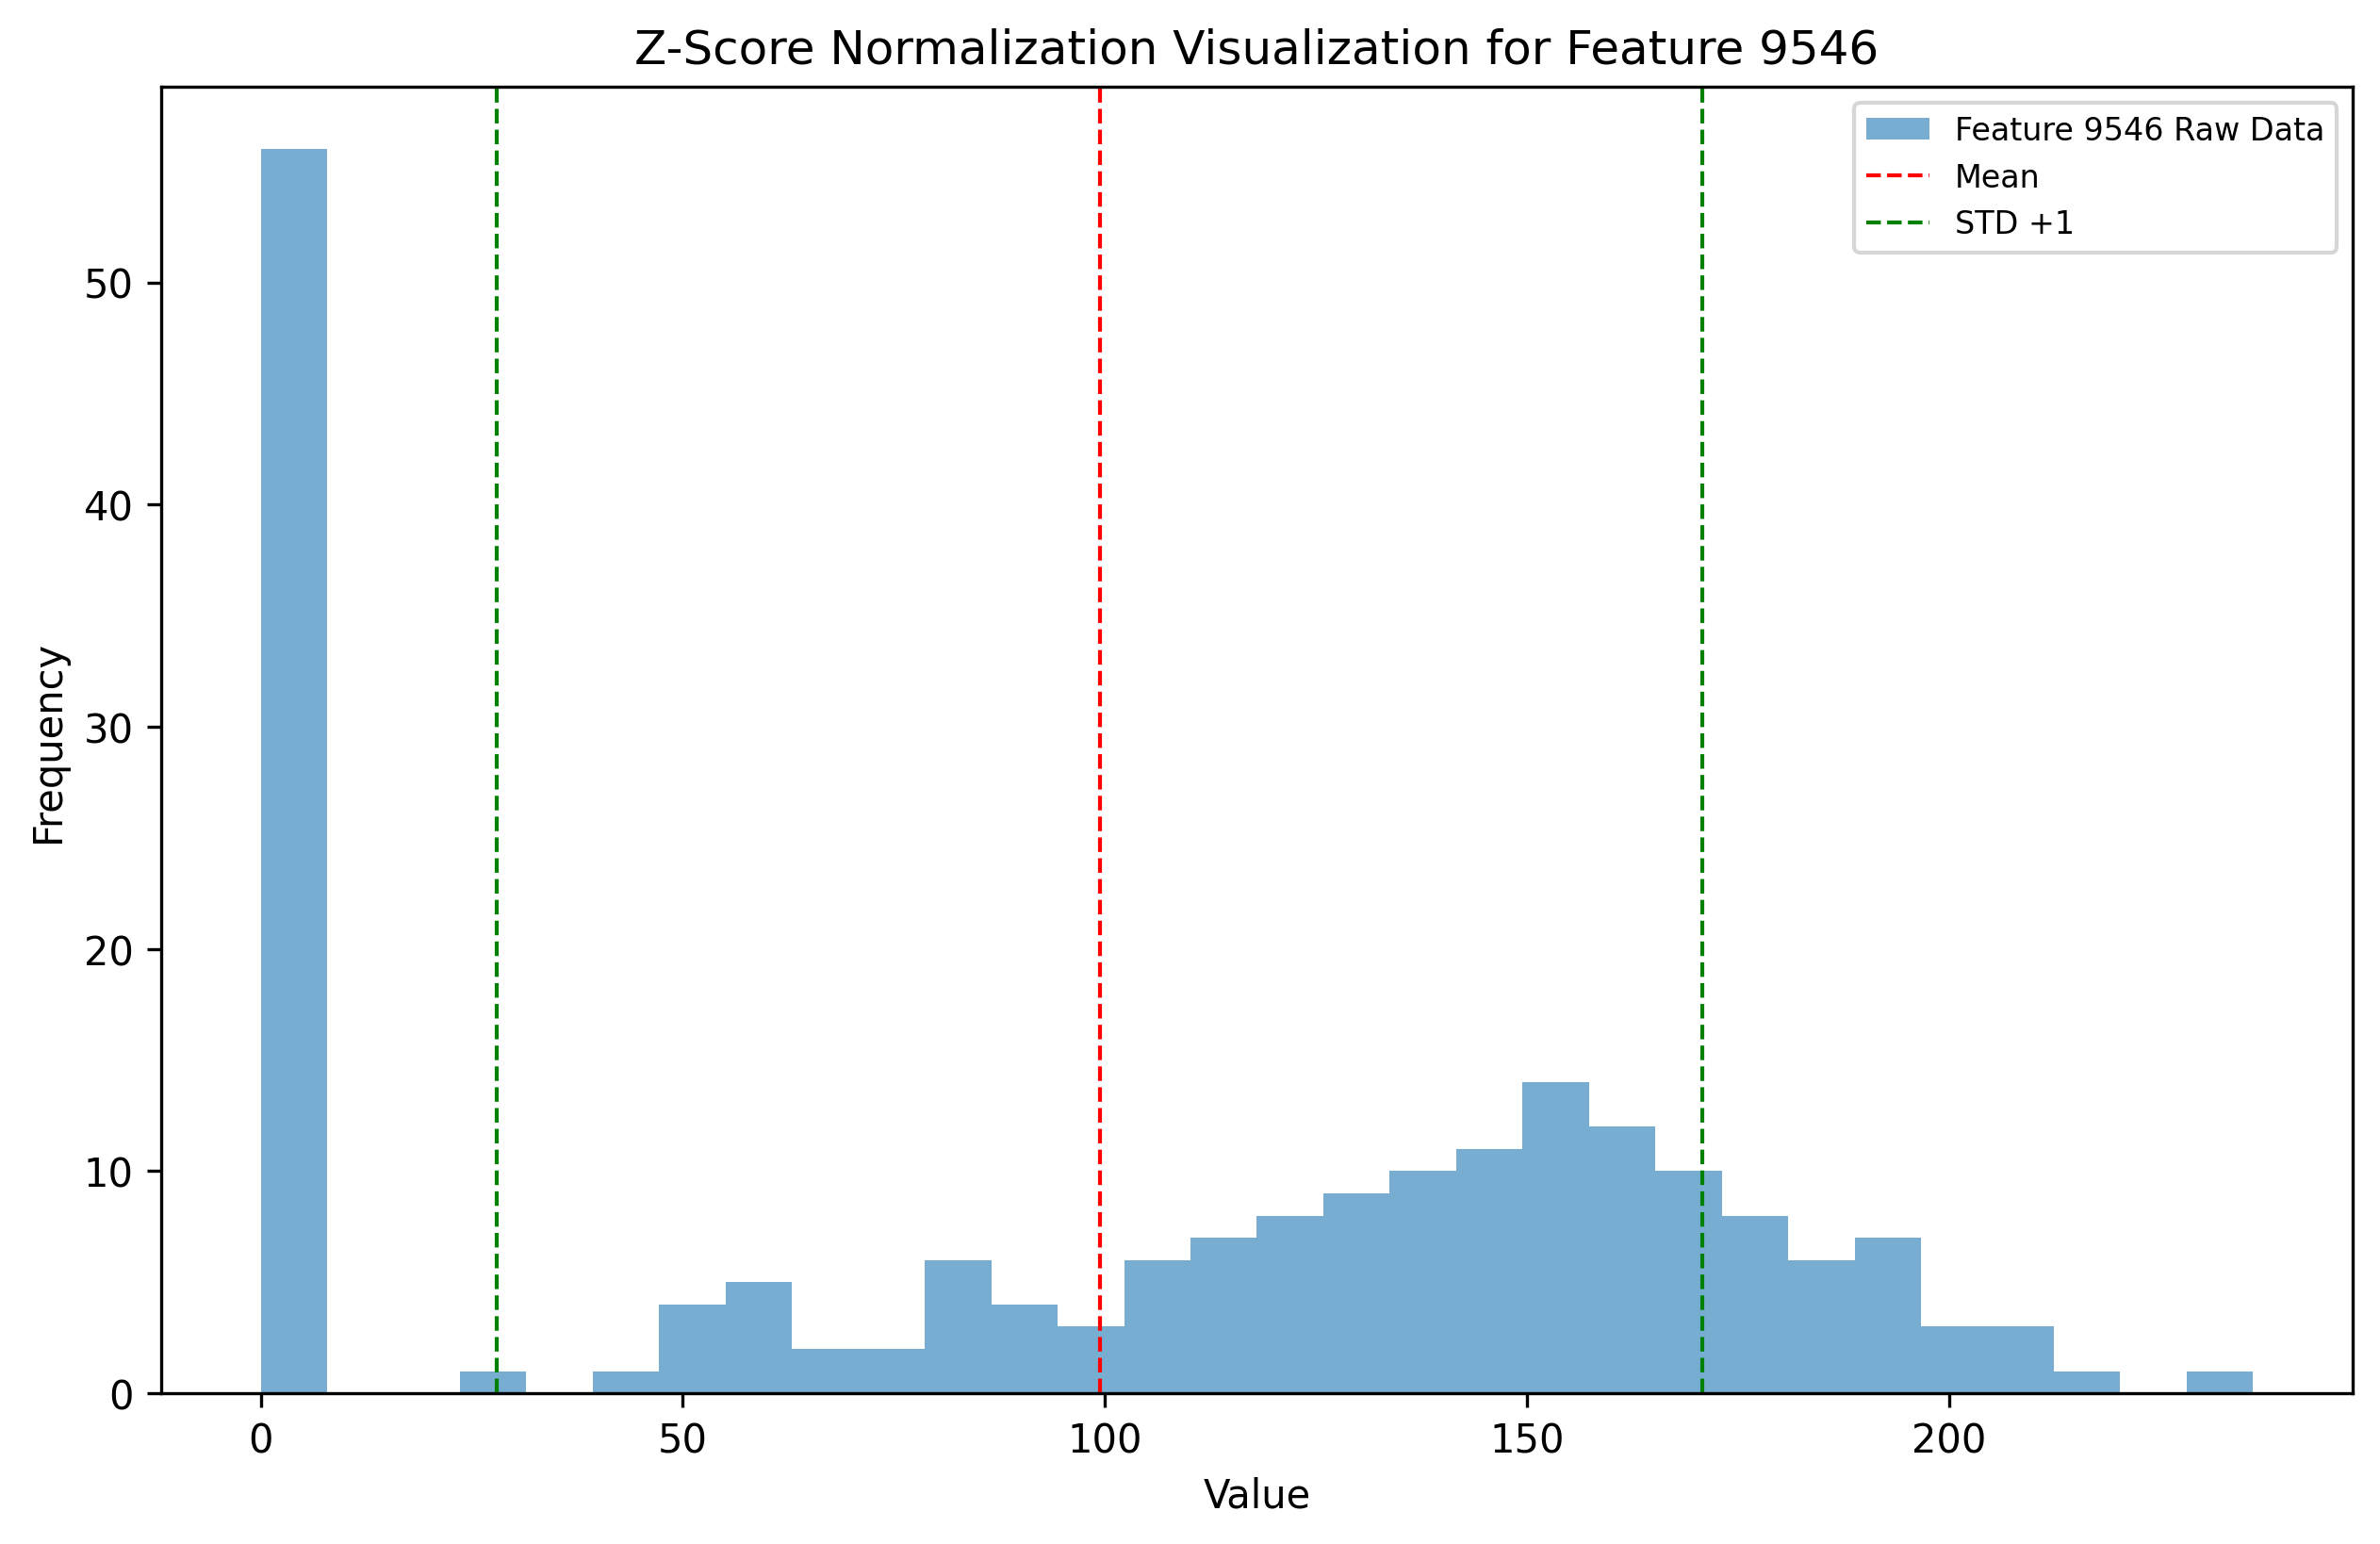 Z-Score Normalization Visualization for Feature 9546
Feature 9546 Raw Data
Mean
STD +1
50
40
30
20
10
0
Frequency
0
50
100
150
200
Value